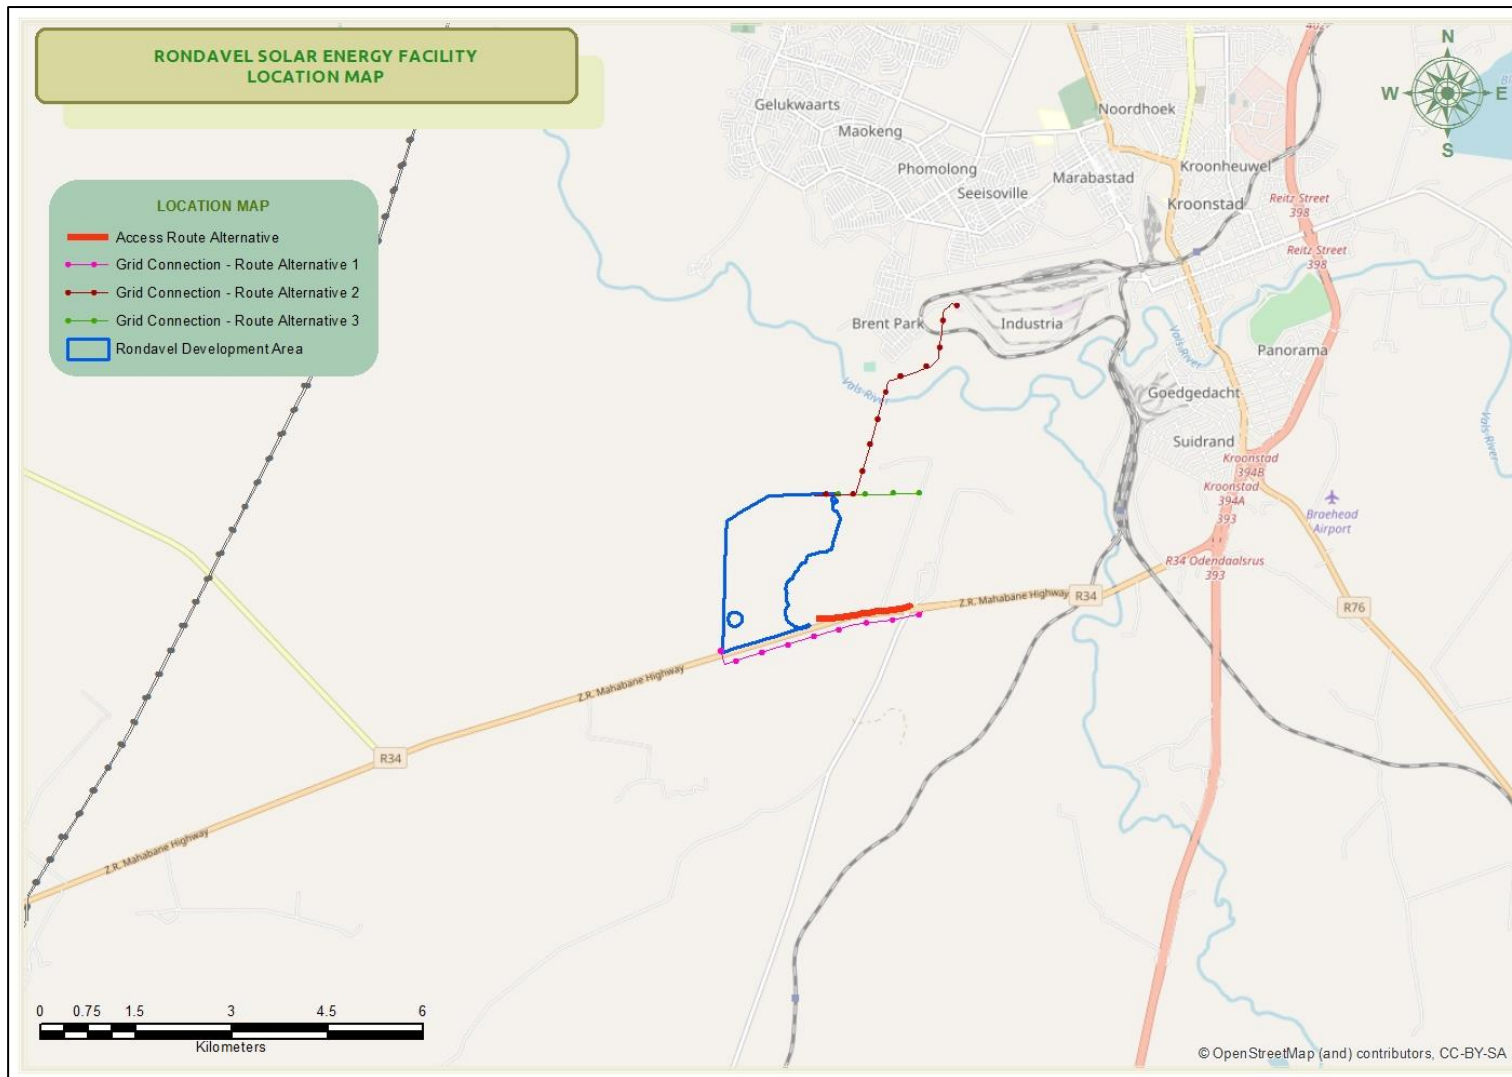 RONDAVEL SOLAR ENERGY FACILITY
LOCATION MAP
N
W
E
S
LOCATION MAP
Access Route Alternative
Grid Connection - Route Alternative 1
Grid Connection - Route Alternative 2
Grid Connection - Route Alternative 3
Rondavel Development Area
402
Gelukwaarts
Maokeng
Noordhoek
Phomolong
Seeisoville
Marabastad
Kroonheuwel
Kroonstad
Reitz Street
398
Reitz Street
398
Brent Park
Industria
Vals-River
Panorama
Vals-River
Goedgedacht
Vals-River
Suidrand
Kroonstad
394B
Kroonstad
394A
393
Braehead
Airport
R34 Odendaalsrus
393
Z.R. Mahabane Highway
R34
R76
Z.R. Mahabane Highway
R34
Z.R. Mahabane Highway
0 0.75 1.5 3 4.5 6
Kilometers
© OpenStreetMap (and) contributors, CC-BY-SA